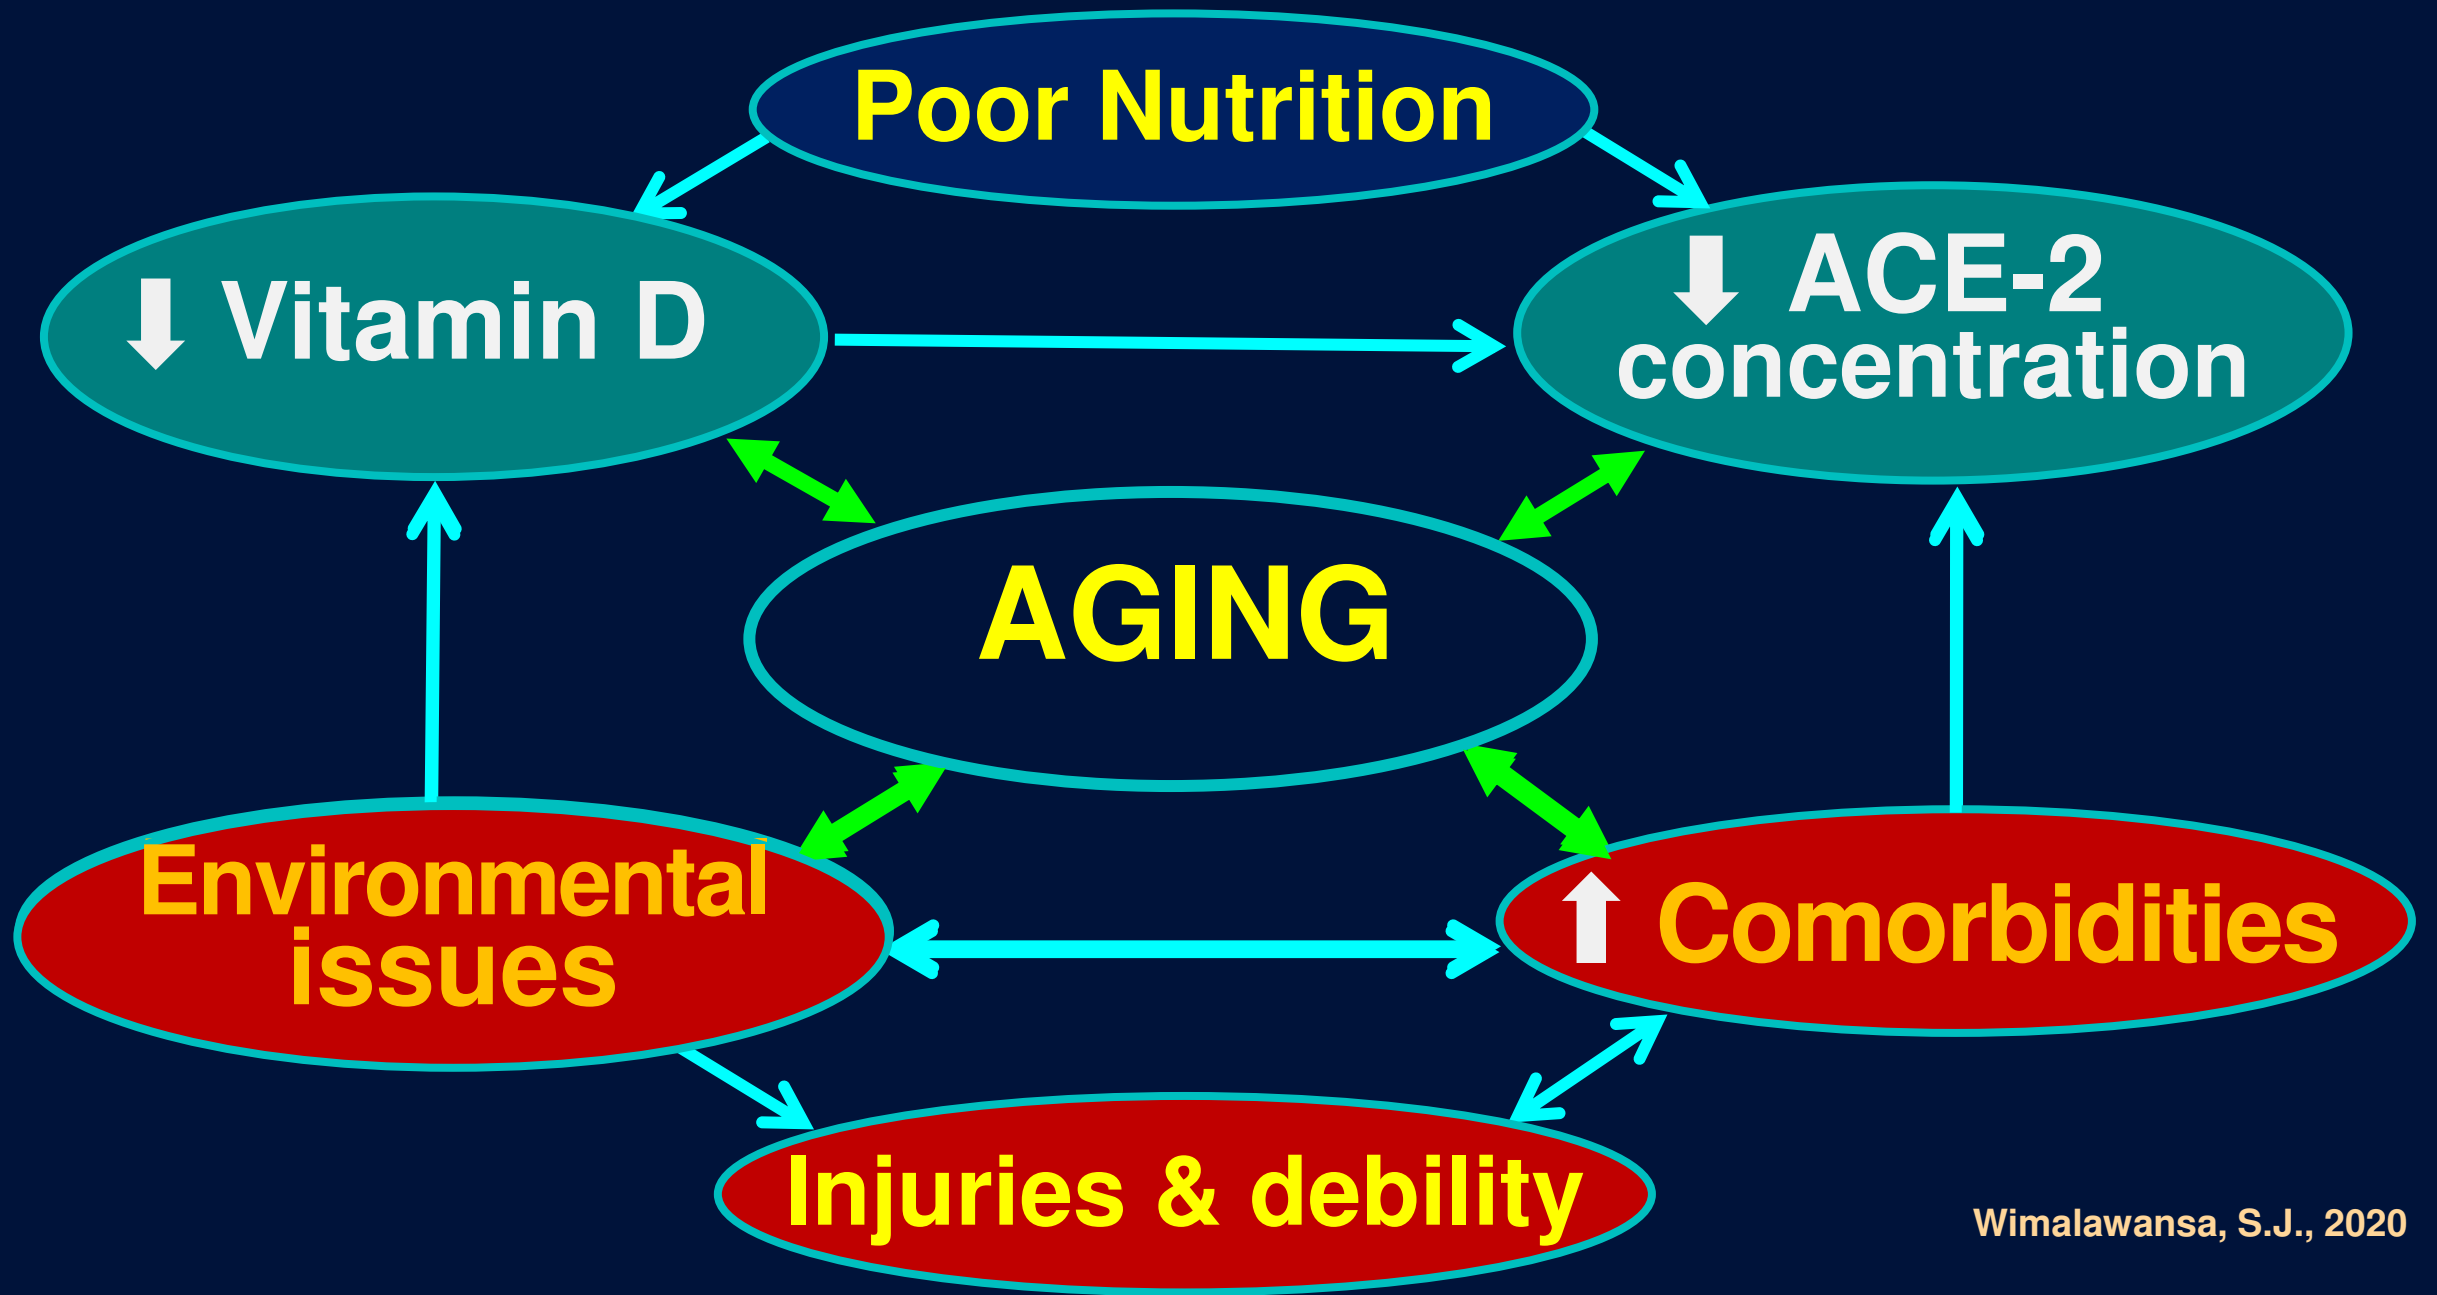 Poor Nutrition
Vitamin D
ACE-2
concentration
AGING
Environmental
issues
Comorbidities
Injuries & debility
Wimalawansa, S.J., 2020